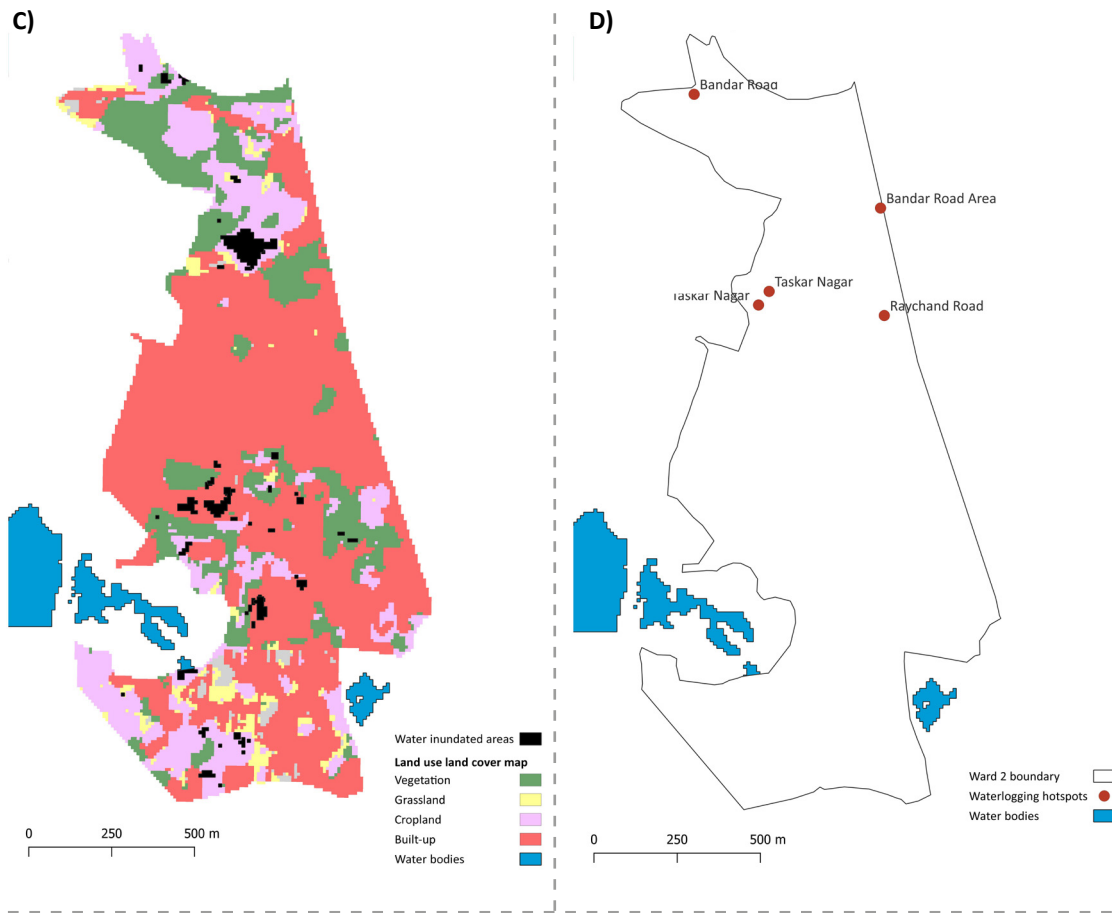 C)
Water inundated areas
Land use land cover map
Vegetation
Grassland
Cropland
Built-up
Water bodies
0 250 500 m
D)
Bandar Road
Bandar Road Area
Taskar Nagar
Taskar Nagar
Raychand Road
Ward 2 boundary
Waterlogging hotspots
Water bodies
0 250 500 m